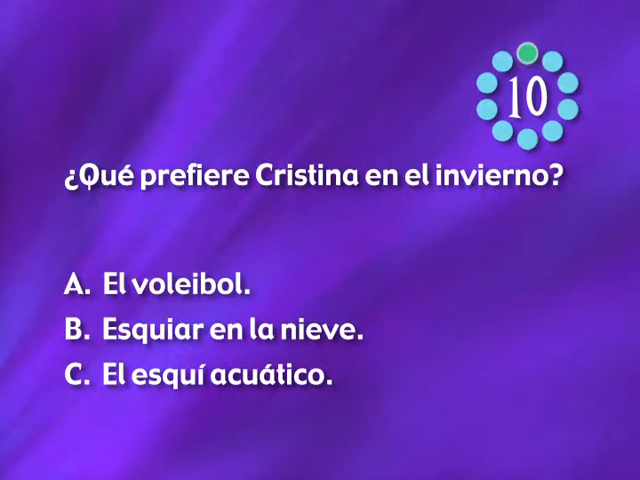 10
¿Qué prefiere Cristina en el invierno?
A. El voleibol.
B. Esquiar en la nieve.
C. El esquí acuático.